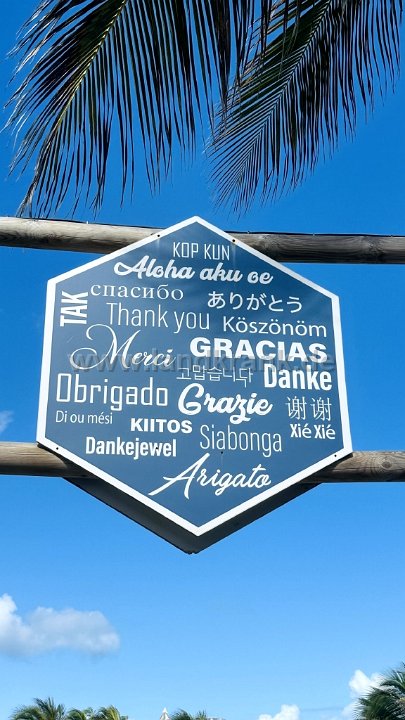 KOP KUN
Aloha aku oe
TAK
спасибо
ありがとう
Thank you
Köszönöm
Merci
GRACIAS
고맙습니다
Danke
Obrigado
Grazie
谢谢
Xié Xié
Di ou mési
KIITOS
Siabonga
Dankejewel
Arigato